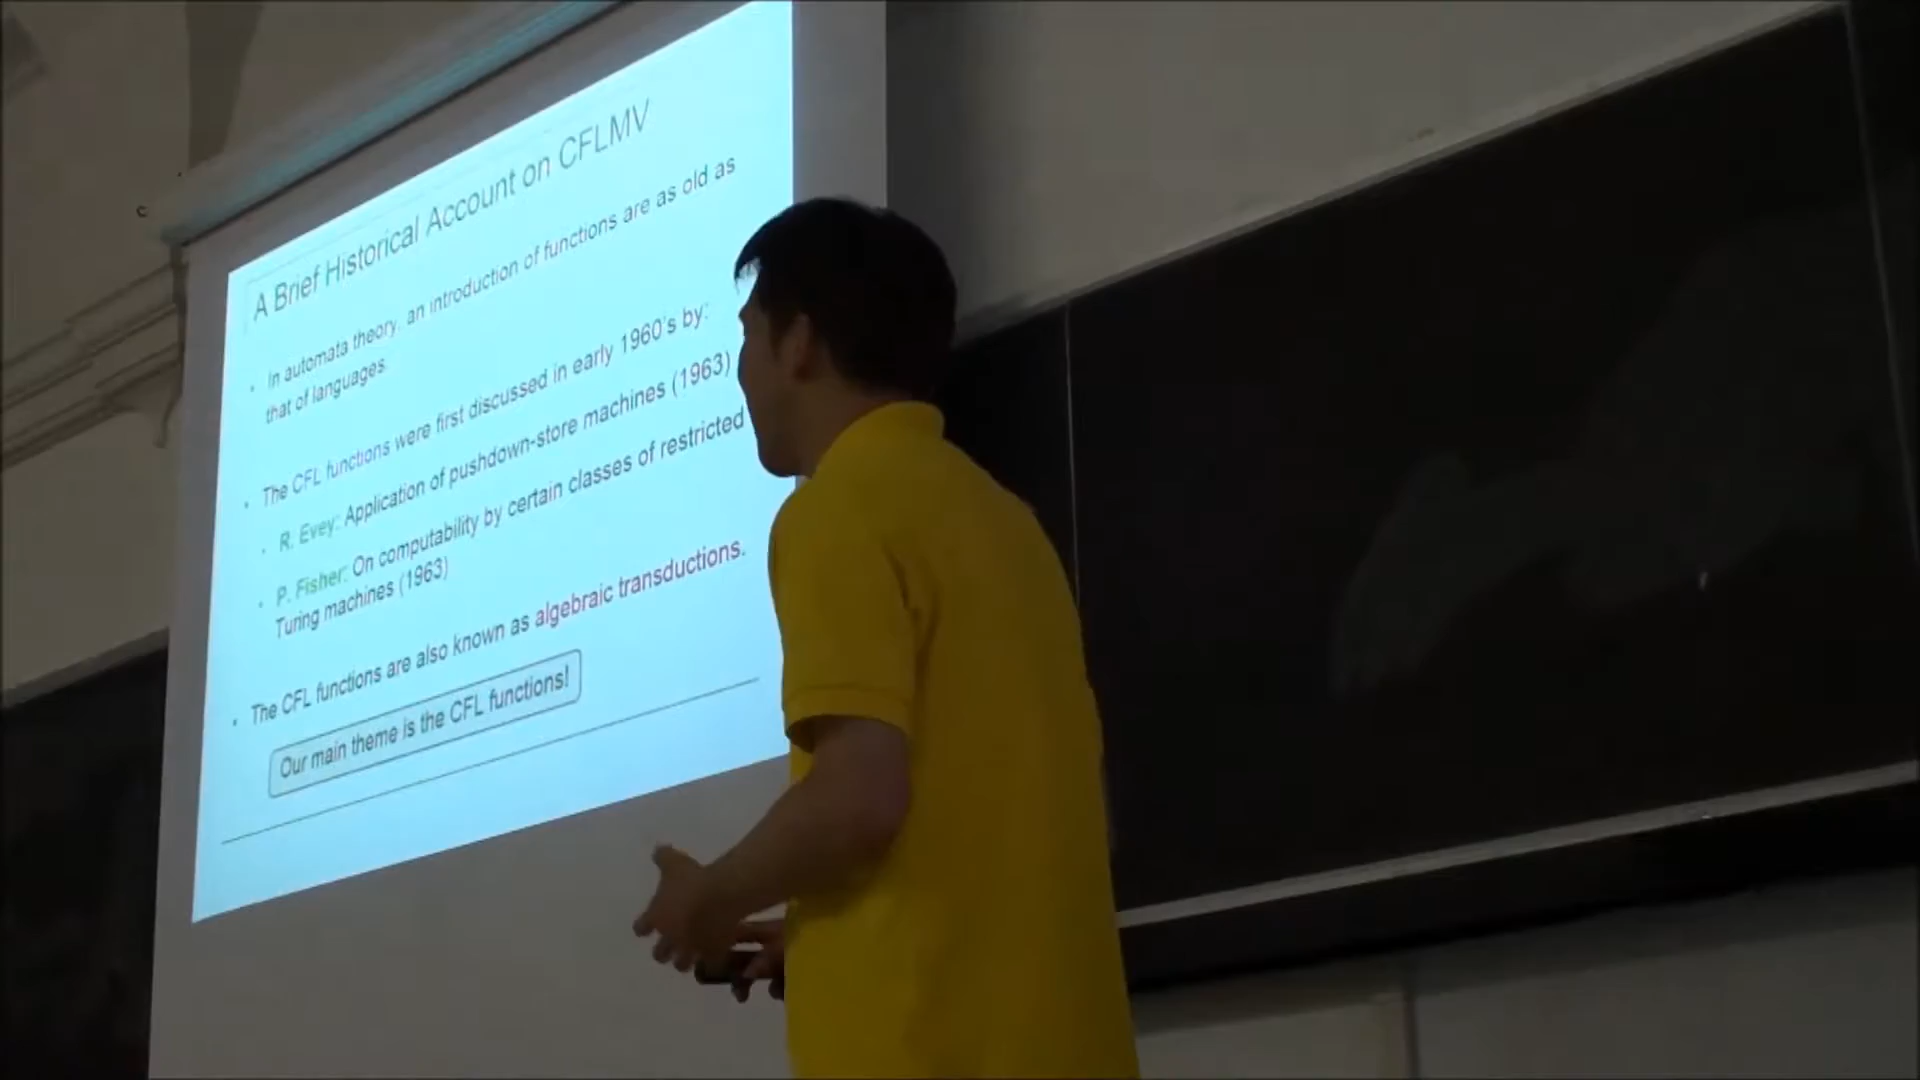 A Brief Historical Account on CFLMV
• In automata theory, an introduction of functions are as old as
that of languages.
• The CFL functions were first discussed in early 1960's by:
• R. Evey: Application of pushdown-store machines (1963)
• P. Fisher: On computability by certain classes of restricted
Turing machines (1963)
• The CFL functions are also known as algebraic transductions.
Our main theme is the CFL functions!